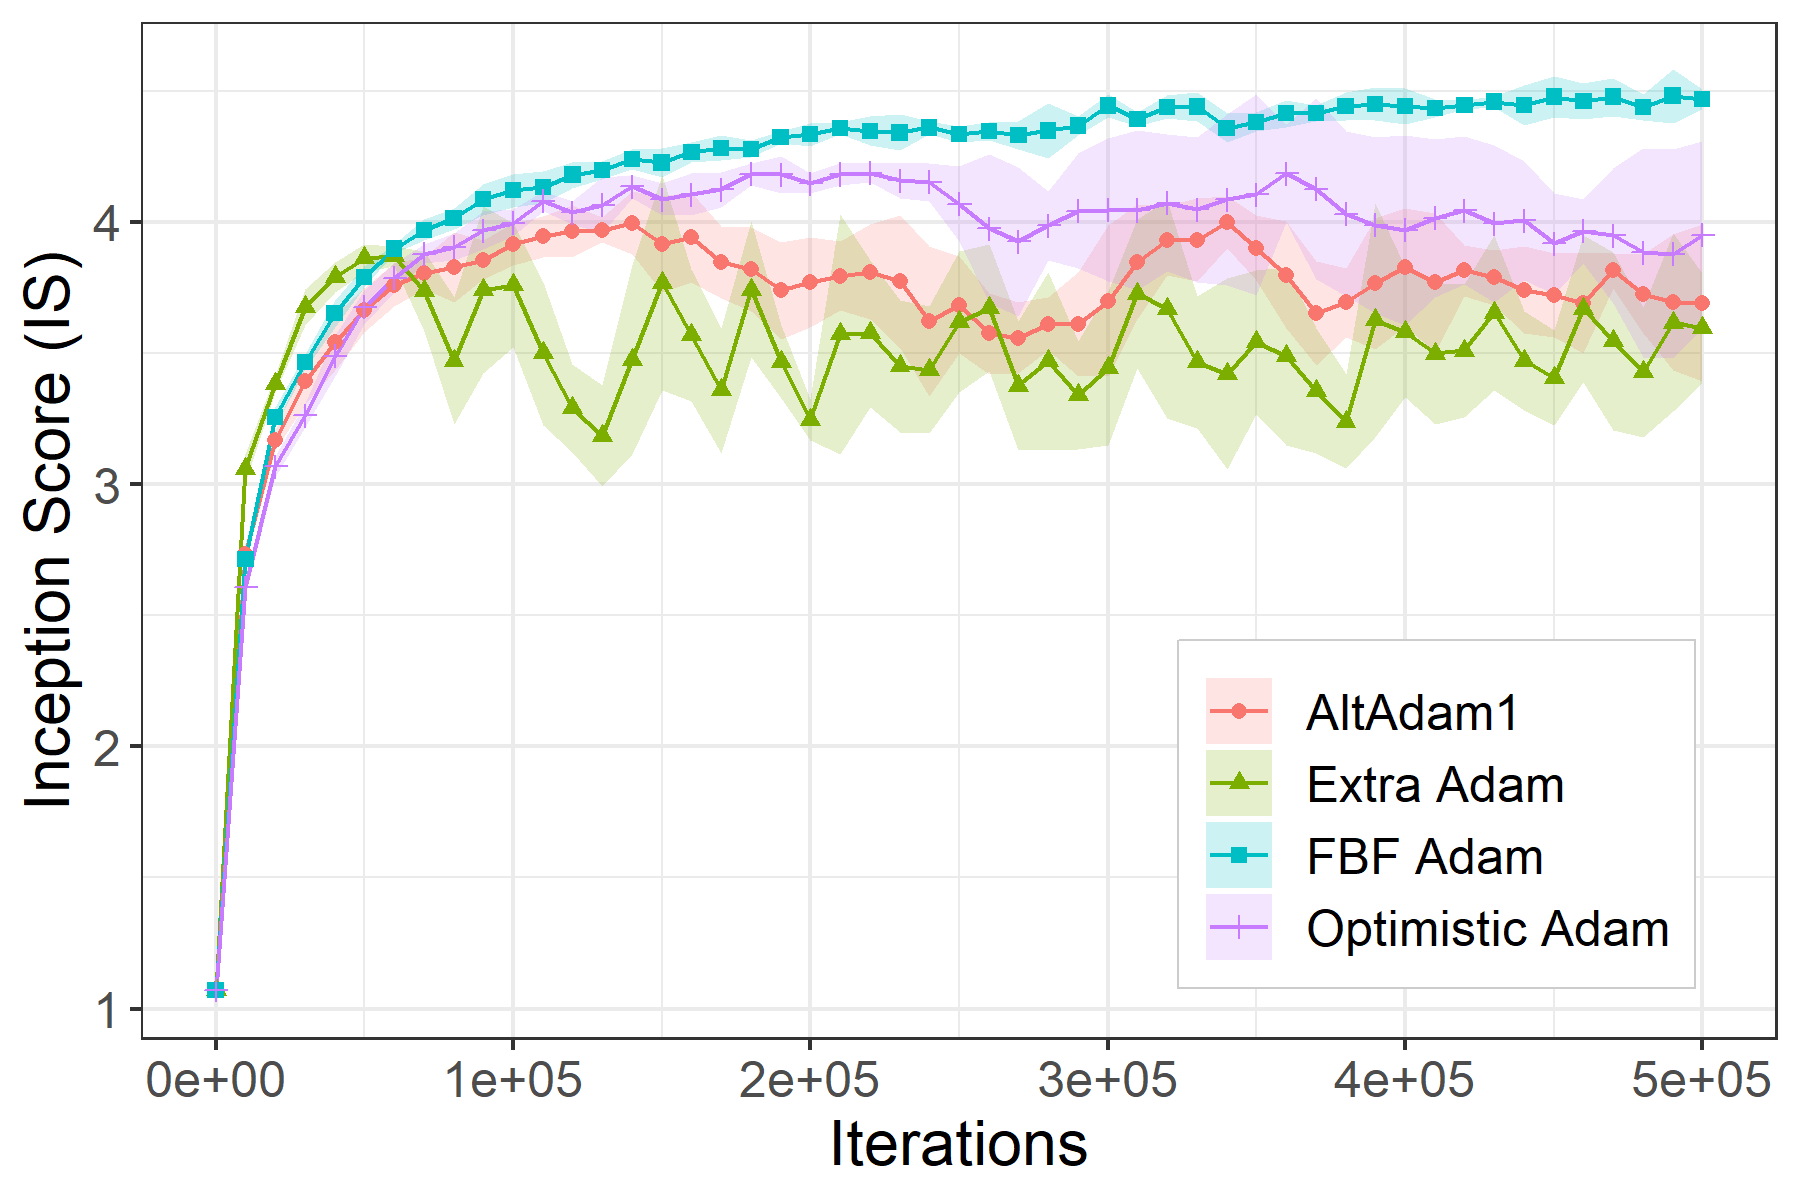 Inception Score (IS)
4
3
2
1
AltAdam1
Extra Adam
FBF Adam
Optimistic Adam
0e+00 1e+05 2e+05 3e+05 4e+05 5e+05
Iterations